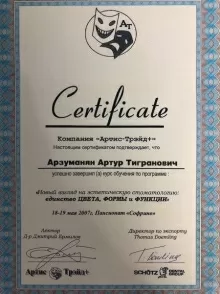 АТ
Certificate
Компания «Артис-Трэйд+»
Настоящим сертификатом подтверждает, что
Арзуманян Артур Тигранович
успешно завершил (а) курс обучения по программе :
«Новый взгляд на эстетическую стоматологию:
единство ЦВЕТА, ФОРМЫ и ФУНКЦИИ»
18-19 мая 2007г, Пансионат «Софрино»
Лектор
Д-р Дмитрий
Директор по экспорту
Thomas
Артис Трэйд+
SCHÜTZ